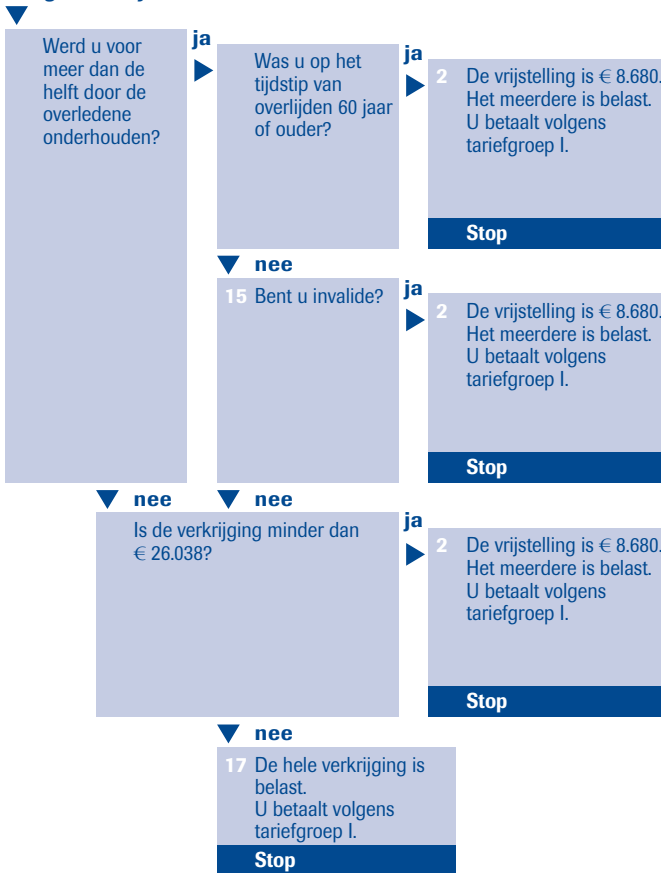 Werd u voor
meer dan de
helft door de
overledene
onderhouden?
ja
Was u op het
tijdstip van
overlijden 60 jaar
of ouder?
ja
2 De vrijstelling is € 8.680.
Het meerdere is belast.
U betaalt volgens
tariefgroep I.
Stop
nee
15 Bent u invalide?
ja
2 De vrijstelling is € 8.680.
Het meerdere is belast.
U betaalt volgens
tariefgroep I.
Stop
nee
nee
Is de verkrijging minder dan
€ 26.038?
ja
2 De vrijstelling is € 8.680.
Het meerdere is belast.
U betaalt volgens
tariefgroep I.
Stop
nee
17 De hele verkrijging is
belast.
U betaalt volgens
tariefgroep I.
Stop